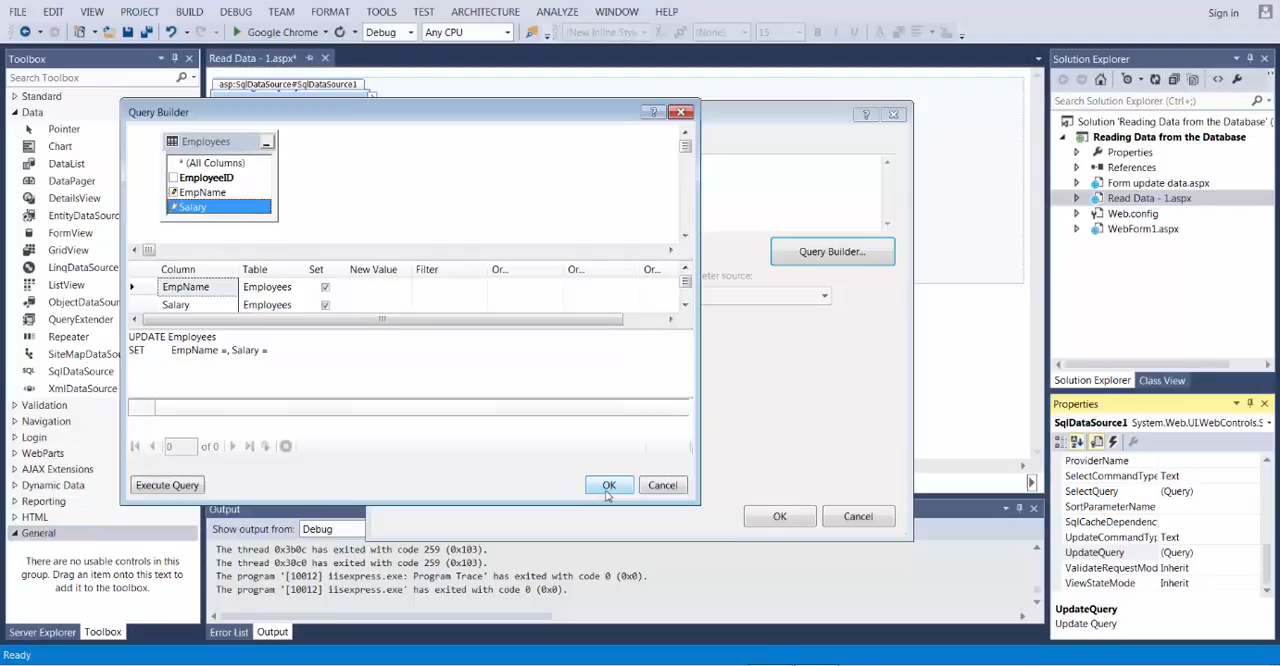 FILE EDIT VIEW PROJECT BUILD DEBUG TEAM FORMAT TOOLS TEST ARCHITECTURE ANALYZE WINDOW HELP
Sign in
Google Chrome Debug Any CPU (New Inline Style (None) 15 B I U
Toolbox
Search Toolbox
Standard
Data
Pointer
Chart
DataList
DataPager
DetailsView
EntityDataSource
FormView
GridView
LinqDataSource
ListView
ObjectDataSour
QueryExtender
Repeater
SiteMapDataSou
SqlDataSource
XmlDataSource
Validation
Navigation
Login
WebParts
AJAX Extensions
Dynamic Data
Reporting
HTML
General
There are no usable controls in this
group. Drag an item onto this text to
add it to the toolbox.
Server Explorer Toolbox
Read Data - 1.aspx*
asp:SqlDataSource#SqlDataSource1
Query Builder
Employees
* (All Columns)
EmployeeID
EmpName
Salary
Column Table Set New Value Filter Or... Or... Or...
EmpName Employees
Salary Employees
UPDATE Employees
SET EmpName =, Salary =
0 of 0
Execute Query OK Cancel
Query Builder...
eter source:
OK Cancel
Output
Show output from: Debug
The thread 0x3b0c has exited with code 259 (0x103).
The thread 0x30c0 has exited with code 259 (0x103).
The program '[10012] iisexpress.exe: Program Trace' has exited with code 0 (0x0).
The program '[10012] iisexpress.exe' has exited with code 0 (0x0).
Error List Output
Solution Explorer
Search Solution Explorer (Ctrl+;)
Solution 'Reading Data from the Database' (
Reading Data from the Database
Properties
References
Form update data.aspx
Read Data - 1.aspx
Web.config
WebForm1.aspx
Solution Explorer Class View
Properties
SqlDataSource1 System.Web.UI.WebControls.S
ProviderName
SelectCommandType Text
SelectQuery (Query)
SortParameterName
SqlCacheDependenc
UpdateCommandTyp Text
UpdateQuery (Query)
ValidateRequestMod Inherit
ViewStateMode Inherit
UpdateQuery
Update Query
Ready